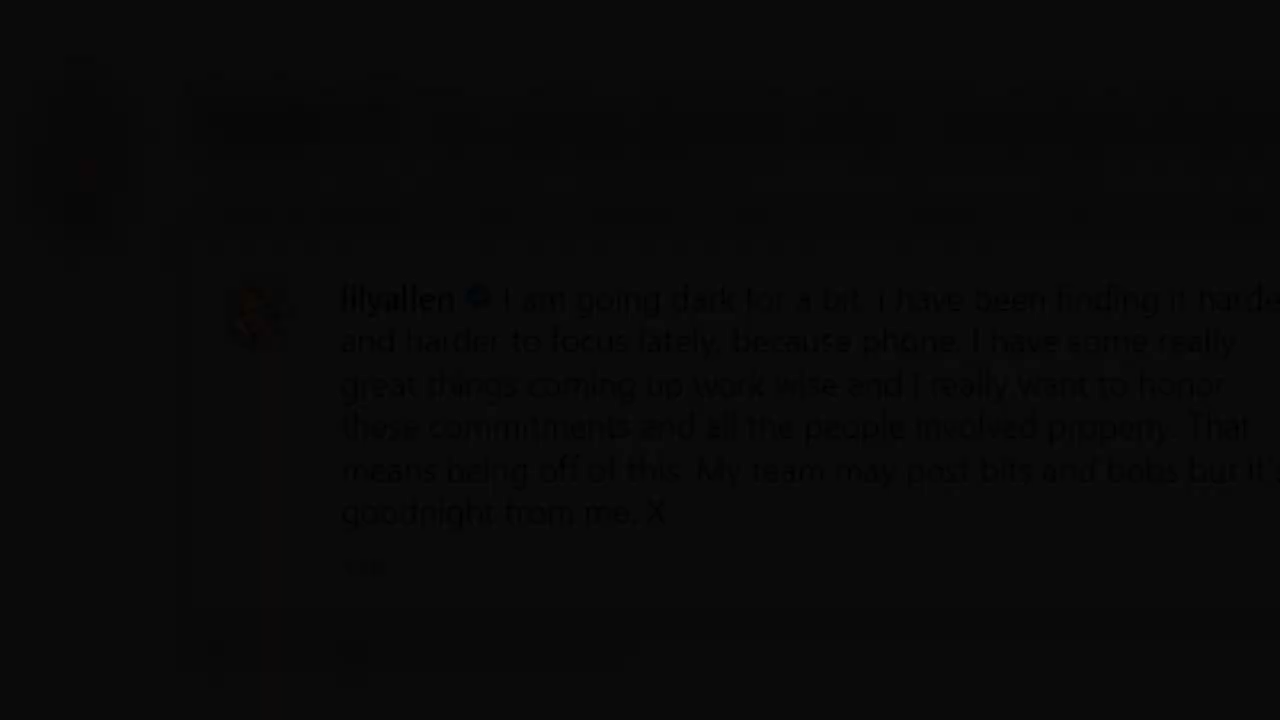 lilyallen I am going dark for a bit. I have been finding it harde
and harder to focus lately, because phone. I have some really
great things coming up work wise and I really want to honor
these commitments and all the people involved properly. That
means being off of this. My team may post bits and bobs but it
goodnight from me. X